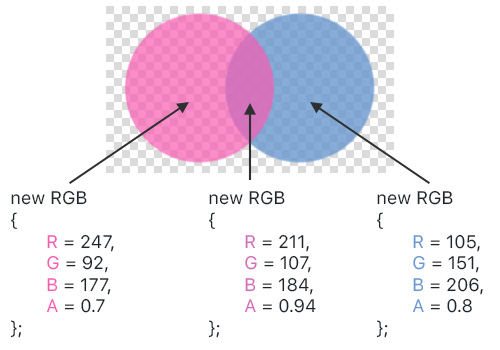 new RGB
{
R = 247,
G = 92,
B = 177,
A = 0.7
};
new RGB
{
R = 211,
G = 107,
B = 184,
A = 0.94
};
new RGB
{
R = 105,
G = 151,
B = 206,
A = 0.8
};